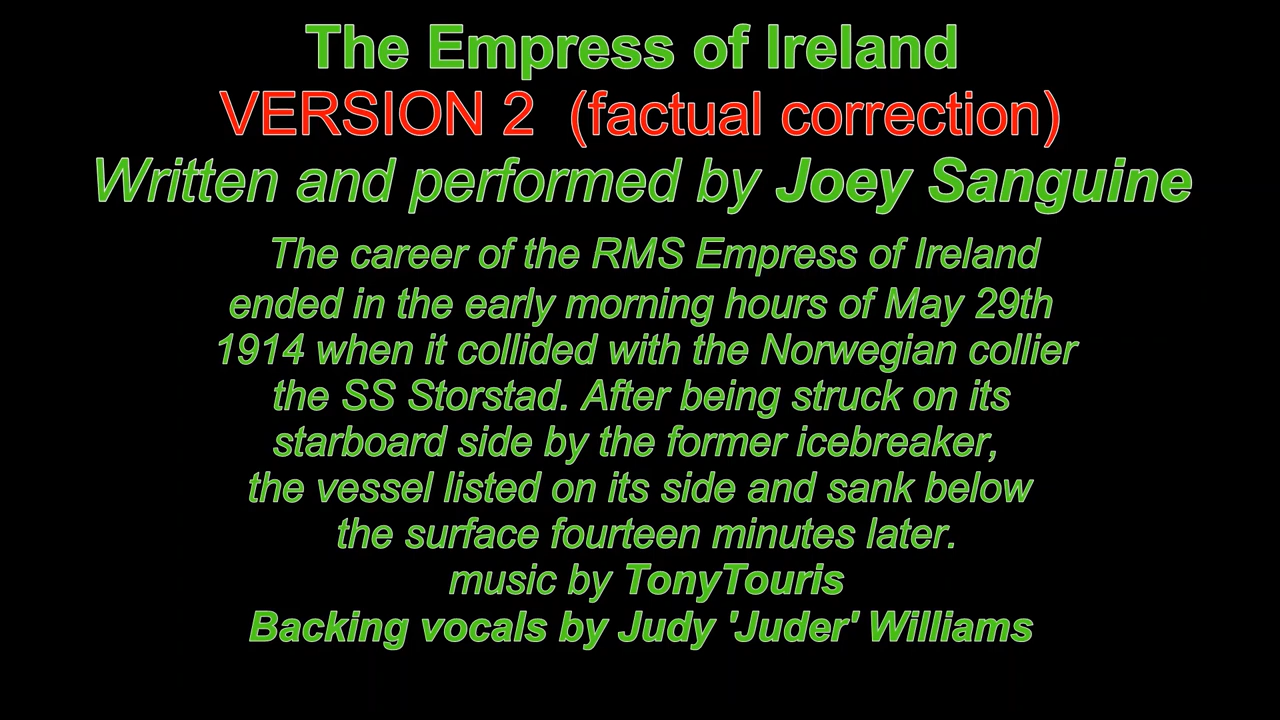 The Empress of Ireland
VERSION 2  (factual correction)
Written and performed by Joey Sanguine
The career of the RMS Empress of Ireland
ended in the early morning hours of May 29th
1914 when it collided with the Norwegian collier
the SS Storstad. After being struck on its
starboard side by the former icebreaker,
the vessel listed on its side and sank below
the surface fourteen minutes later.
music by TonyTouris
Backing vocals by Judy 'Juder' Williams